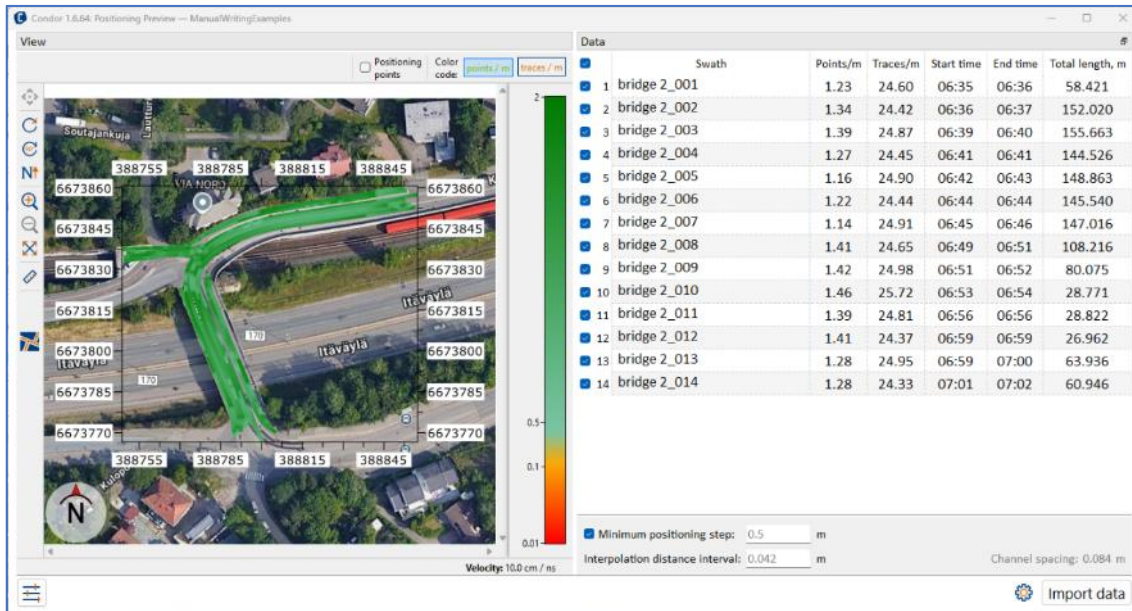 Condor 1.6.64: Positioning Preview — ManualWritingExamples
View
Positioning points Color code: points / m traces / m
Soutajankuja
Lauttur
388755 388785 388815 388845
VIA NORD
6673860 6673860
6673845 6673845
6673830 6673830
Itäväylä
6673815 6673815
170
Itäväylä
6673800 6673800
Itäväylä
170
6673785 6673785
6673770 6673770
388755 388785 388815 388845
Kulopo
N
2
0.5
0.1
0.01
Velocity: 10.0 cm / ns
Data
Swath Points/m Traces/m Start time End time Total length, m
1 bridge 2_001 1.23 24.60 06:35 06:36 58.421
2 bridge 2_002 1.34 24.42 06:36 06:37 152.020
3 bridge 2_003 1.39 24.87 06:39 06:40 155.663
4 bridge 2_004 1.27 24.45 06:41 06:41 144.526
5 bridge 2_005 1.16 24.90 06:42 06:43 148.863
6 bridge 2_006 1.22 24.44 06:44 06:44 145.540
7 bridge 2_007 1.14 24.91 06:45 06:46 147.016
8 bridge 2_008 1.41 24.65 06:49 06:51 108.216
9 bridge 2_009 1.42 24.98 06:51 06:52 80.075
10 bridge 2_010 1.46 25.72 06:53 06:54 28.771
11 bridge 2_011 1.39 24.81 06:56 06:56 28.822
12 bridge 2_012 1.41 24.37 06:59 06:59 26.962
13 bridge 2_013 1.28 24.95 06:59 07:00 63.936
14 bridge 2_014 1.28 24.33 07:01 07:02 60.946
Minimum positioning step: 0.5 m
Interpolation distance interval: 0.042 m Channel spacing: 0.084 m
Import data